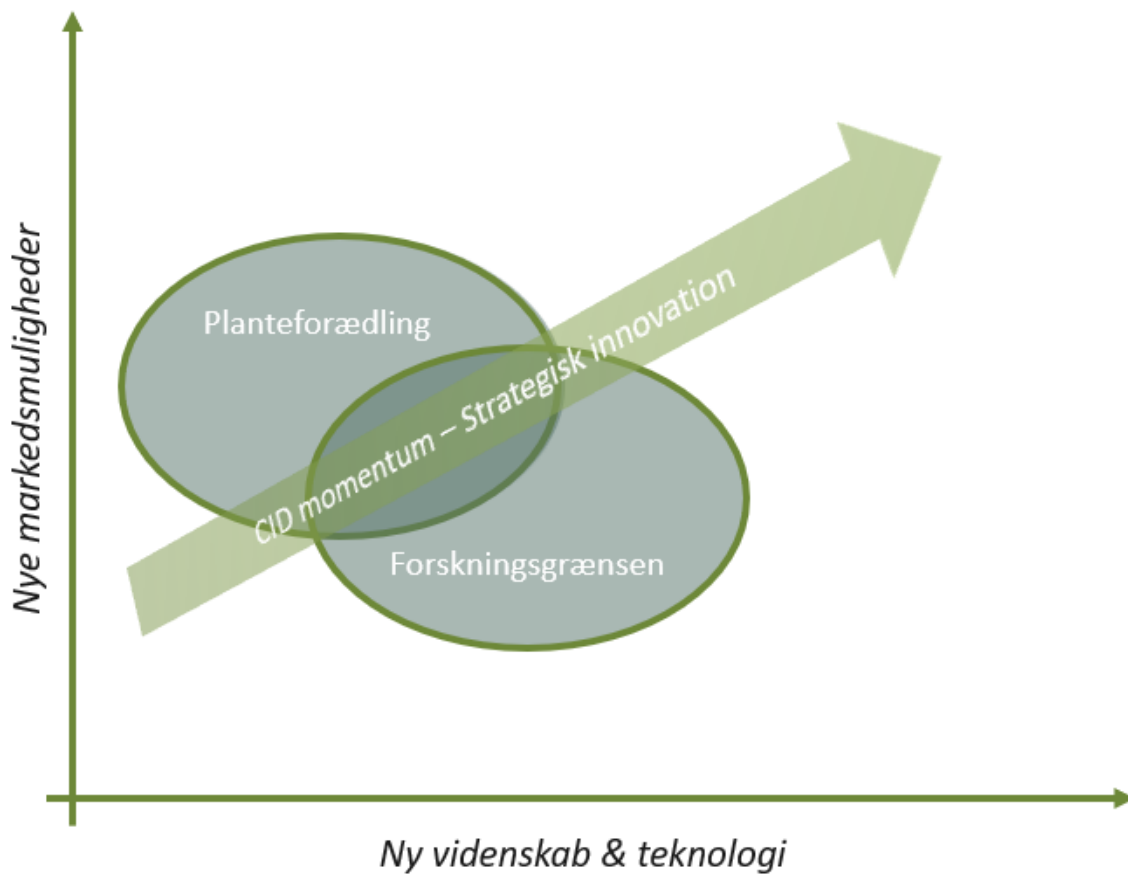 Nye markedsmuligheder
Planteforædling
CID momentum – Strategisk innovation
Forskningsgrænsen
Ny videnskab & teknologi